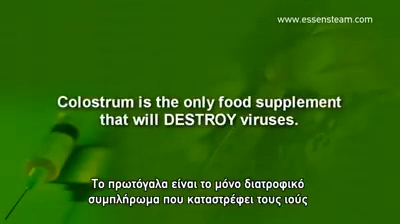 www.essensteam.com
Colostrum is the only food supplement
that will DESTROY viruses.
Το πρωτόγαλα είναι το μόνο διατροφικό
συμπλήρωμα που καταστρέφει τους ιούς